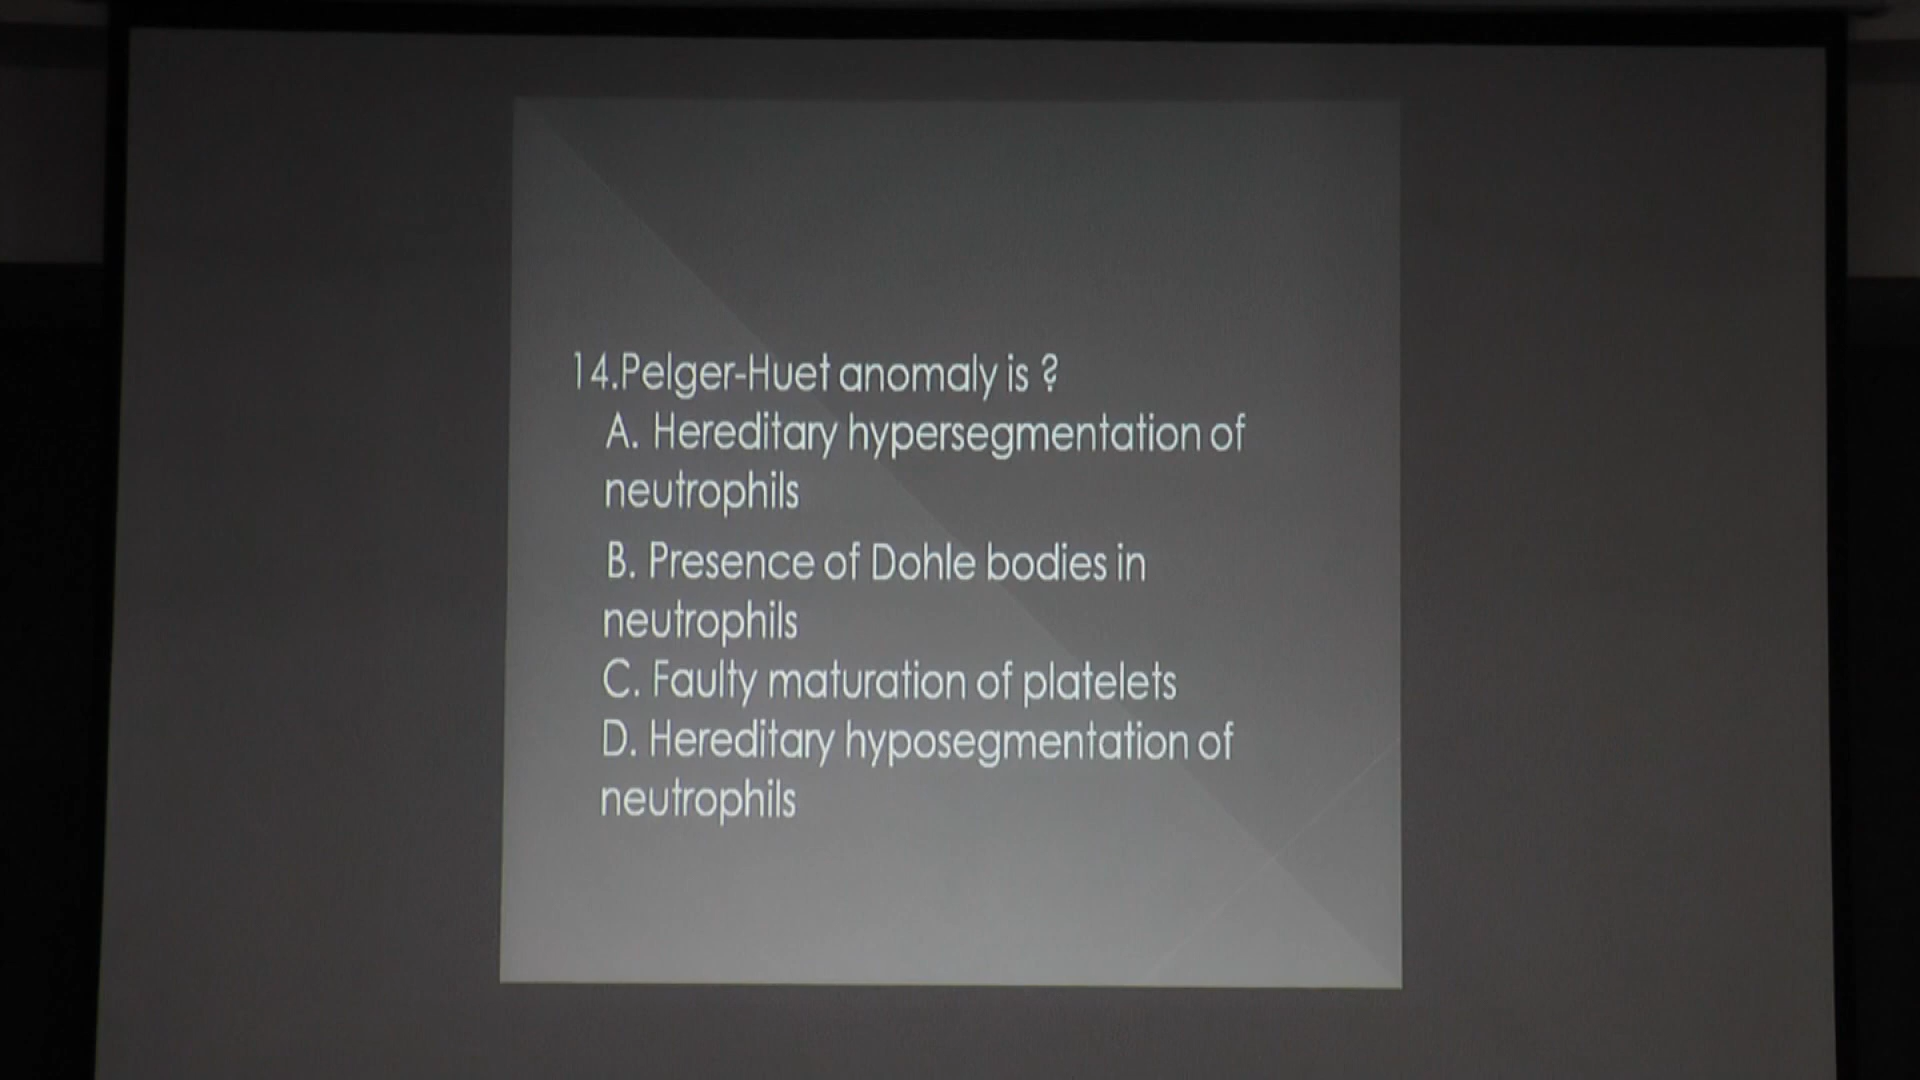 14.Pelger-Huet anomaly is ?
A. Hereditary hypersegmentation of
neutrophils
B. Presence of Dohle bodies in
neutrophils
C. Faulty maturation of platelets
D. Hereditary hyposegmentation of
neutrophils